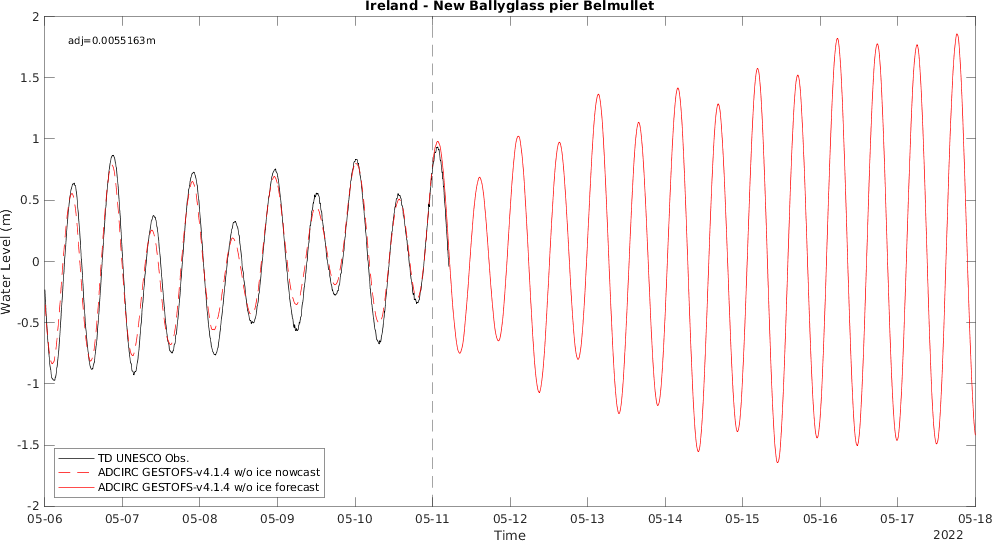 Ireland - New Ballyglass pier Belmullet
adj=0.0055163m
2
1.5
1
0.5
0
-0.5
-1
-1.5
-2
Water Level (m)
TD UNESCO Obs.
ADCIRC GESTOFS-v4.1.4 w/o ice nowcast
ADCIRC GESTOFS-v4.1.4 w/o ice forecast
05-06 05-07 05-08 05-09 05-10 05-11 05-12 05-13 05-14 05-15 05-16 05-17 05-18
Time
2022